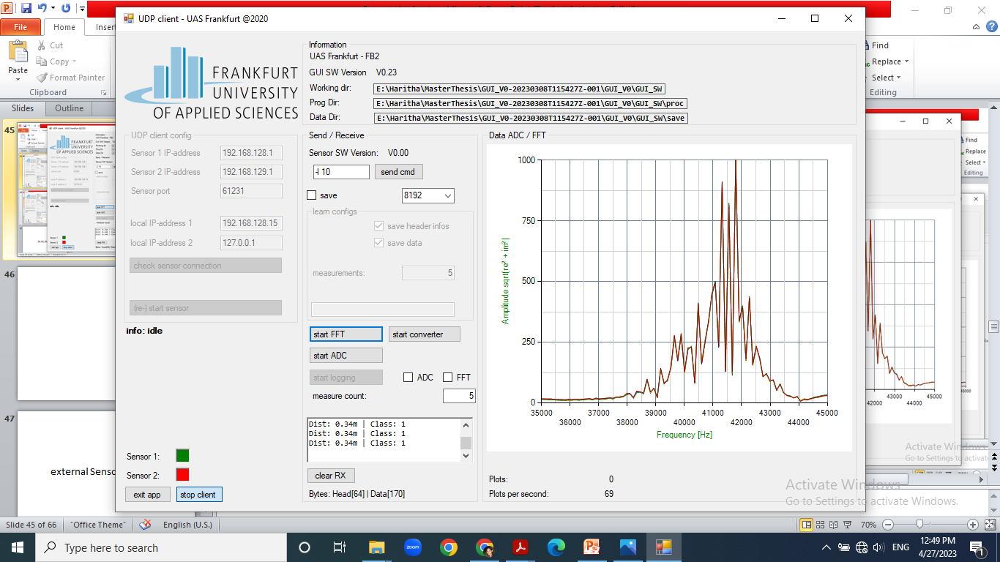 UDP client - UAS Frankfurt @2020
File
Home
Inser
Cut
Copy
Format Painter
Paste
Clipboard
Find
Replace
Select
Editing
Slides
Outline
45
46
47
external Senso
FRANKFURT
UNIVERSITY
OF APPLIED SCIENCES
Information
UAS Frankfurt - FB2
GUI SW Version V0.23
Working dir: E:\Haritha\MasterThesis\GUI_V0-20230308T115427Z-001\GUI_V0\GUI_SW
Prog Dir: E:\Haritha\MasterThesis\GUI_V0-20230308T115427Z-001\GUI_V0\GUI_SW\proc
Data Dir: E:\Haritha\MasterThesis\GUI_V0-20230308T115427Z-001\GUI_V0\GUI_SW\save
UDP client config
Sensor 1 IP-address 192.168.128.1
Sensor 2 IP-address 192.168.129.1
Sensor port 61231
local IP-address 1 192.168.128.15
local IP-address 2 127.0.0.1
check sensor connection
(re-) start sensor
info: idle
Sensor 1:
Sensor 2:
exit app
stop client
Send / Receive
Sensor SW Version: V0.00
-l 10
send cmd
save
8192
learn configs
save header infos
save data
measurements: 5
start FFT
start converter
start ADC
start logging
ADC
FFT
measure count: 5
Dist: 0.34m | Class: 1
Dist: 0.34m | Class: 1
Dist: 0.34m | Class: 1
clear RX
Bytes: Head[64] | Data[170]
Data ADC / FFT
1000
750
500
250
0
Amplitude sqrt(re² + im²)
35000 37000 39000 41000 43000 45000
36000 38000 40000 42000 44000
Frequency [Hz]
Plots: 0
Plots per second: 69
Find
Replace
Select
Editing
43000 45000
42000 44000
Activate Windows
Go to Settings to activate
Activate Windows
Go to Settings to activate Windows.
Slide 45 of 66
"Office Theme"
English (U.S.)
70%
Type here to search
zoom
ENG
12:49 PM
4/27/2023
1